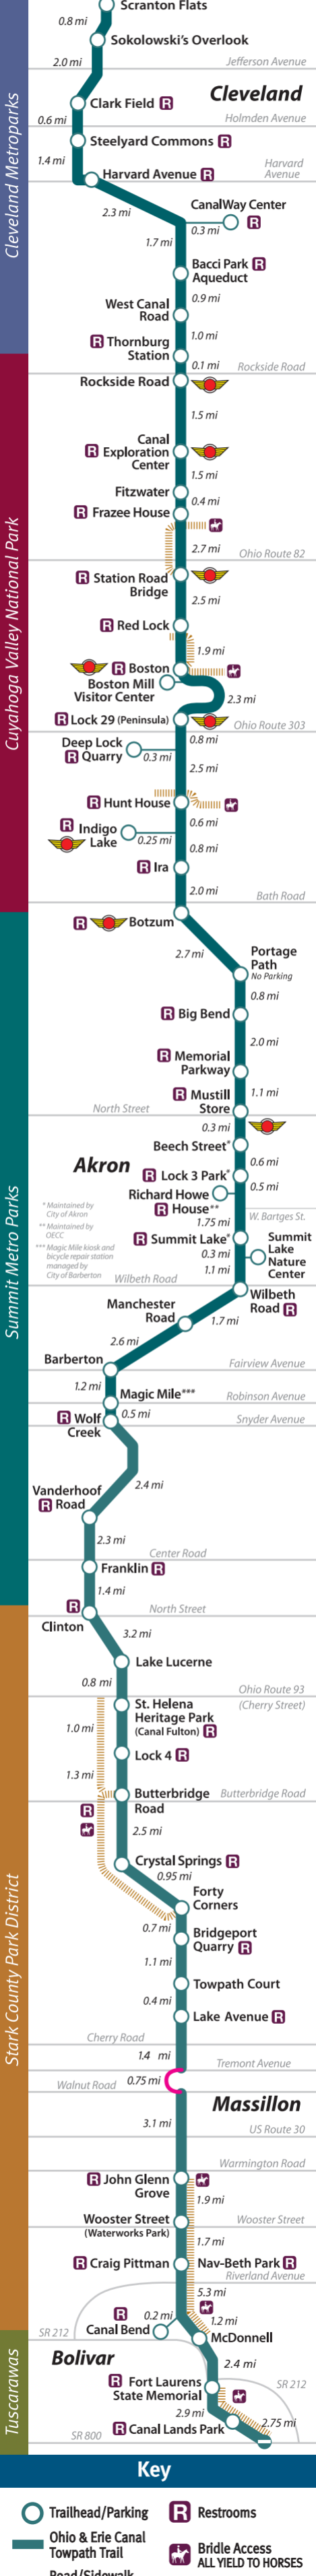 Scranton Flats
0.8 mi
Sokolowski's Overlook
2.0 mi
Jefferson Avenue
Cleveland
Clark Field R
0.6 mi
Holmden Avenue
Steelyard Commons R
1.4 mi
Harvard
Avenue
Harvard Avenue R
Cleveland Metroparks
2.3 mi
CanalWay Center
0.3 mi
R
1.7 mi
Bacci Park R
Aqueduct
0.9 mi
West Canal
Road
1.0 mi
R Thornburg
Station
0.1 mi
Rockside Road
Rockside Road
1.5 mi
Canal
R Exploration
Center
1.5 mi
Fitzwater
0.4 mi
R Frazee House
2.7 mi
Ohio Route 82
Cuyahoga Valley National Park
R Station Road
Bridge
2.5 mi
R Red Lock
1.9 mi
R Boston
Boston Mill
Visitor Center
2.3 mi
R Lock 29 (Peninsula)
Ohio Route 303
0.8 mi
Deep Lock
R Quarry
0.3 mi
2.5 mi
R Hunt House
0.6 mi
R Indigo
Lake
0.25 mi
0.8 mi
R Ira
2.0 mi
Bath Road
R Botzum
2.7 mi
Portage
Path
No Parking
0.8 mi
R Big Bend
2.0 mi
R Memorial
Parkway
1.1 mi
R Mustill
Store
North Street
0.3 mi
Beech Street*
0.6 mi
Akron
R Lock 3 Park*
0.5 mi
Richard Howe
R House**
* Maintained by
City of Akron
** Maintained by
OECC
*** Magic Mile kiosk and
bicycle repair station
managed by
City of Barberton
W. Bartges St.
1.75 mi
R Summit Lake*
0.3 mi
Summit
Lake
Nature
Center
1.1 mi
Wilbeth Road
Summit Metro Parks
Wilbeth
Road R
Manchester
Road
1.7 mi
2.6 mi
Barberton
Fairview Avenue
1.2 mi
Magic Mile***
Robinson Avenue
R Wolf
Creek
0.5 mi
Snyder Avenue
2.4 mi
Vanderhoof
R Road
2.3 mi
Center Road
Franklin R
1.4 mi
R
Clinton
North Street
3.2 mi
Lake Lucerne
0.8 mi
Ohio Route 93
(Cherry Street)
St. Helena
Heritage Park
(Canal Fulton) R
1.0 mi
Lock 4 R
1.3 mi
Butterbridge
Road
Butterbridge Road
R
2.5 mi
Crystal Springs R
0.95 mi
Forty
Corners
0.7 mi
Bridgeport
Quarry R
1.1 mi
Towpath Court
0.4 mi
Lake Avenue R
Stark County Park District
Cherry Road
1.4 mi
Tremont Avenue
Walnut Road
0.75 mi
Massillon
3.1 mi
US Route 30
Warmington Road
R John Glenn
Grove
1.9 mi
Wooster Street
(Waterworks Park)
Wooster Street
1.7 mi
R Craig Pittman
Nav-Beth Park R
Riverland Avenue
5.3 mi
R
0.2 mi
Canal Bend
1.2 mi
SR 212
McDonnell
Bolivar
2.4 mi
R Fort Laurens
State Memorial
SR 212
2.9 mi
R Canal Lands Park
2.75 mi
SR 800
Tuscarawas
Key
Trailhead/Parking
R Restrooms
Ohio & Erie Canal
Towpath Trail
Bridle Access
ALL YIELD TO HORSES
Road/Sidewalk